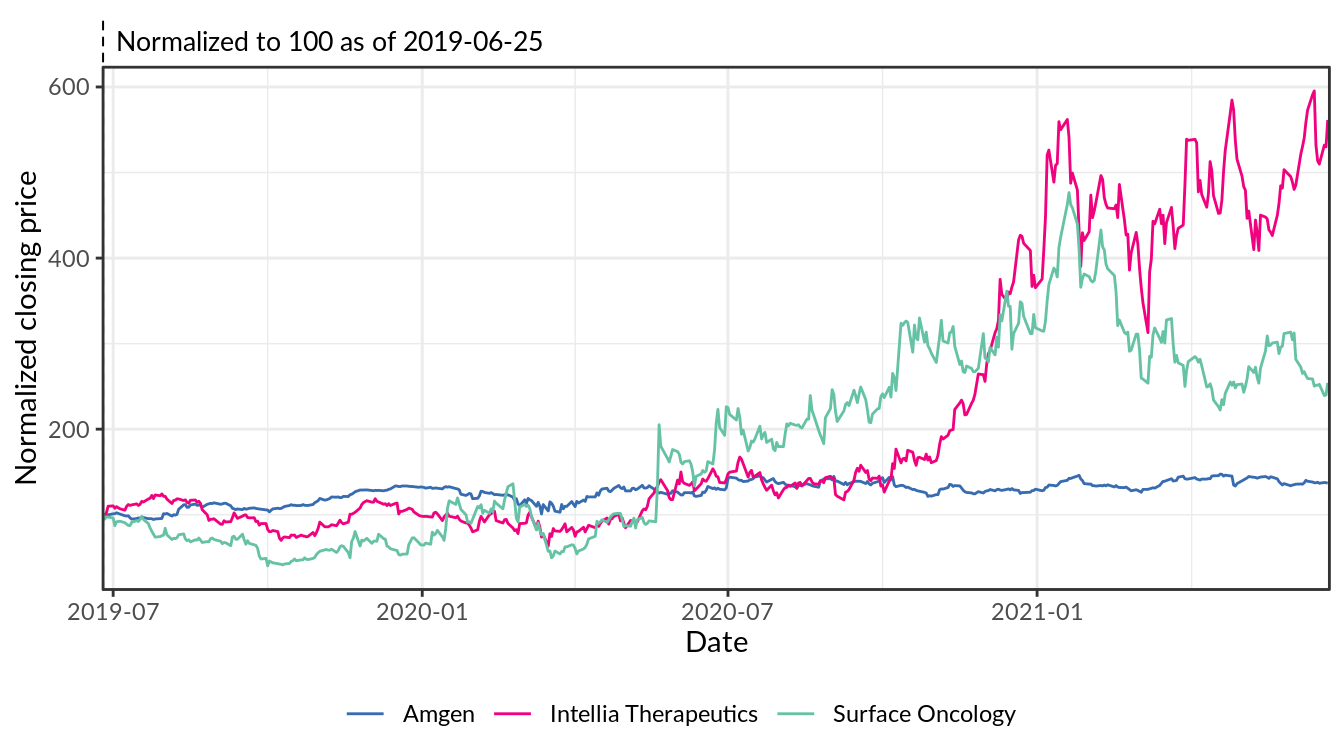 Normalized to 100 as of 2019-06-25
600
400
200
Normalized closing price
2019-07 2020-01 2020-07 2021-01
Date
Amgen Intellia Therapeutics Surface Oncology